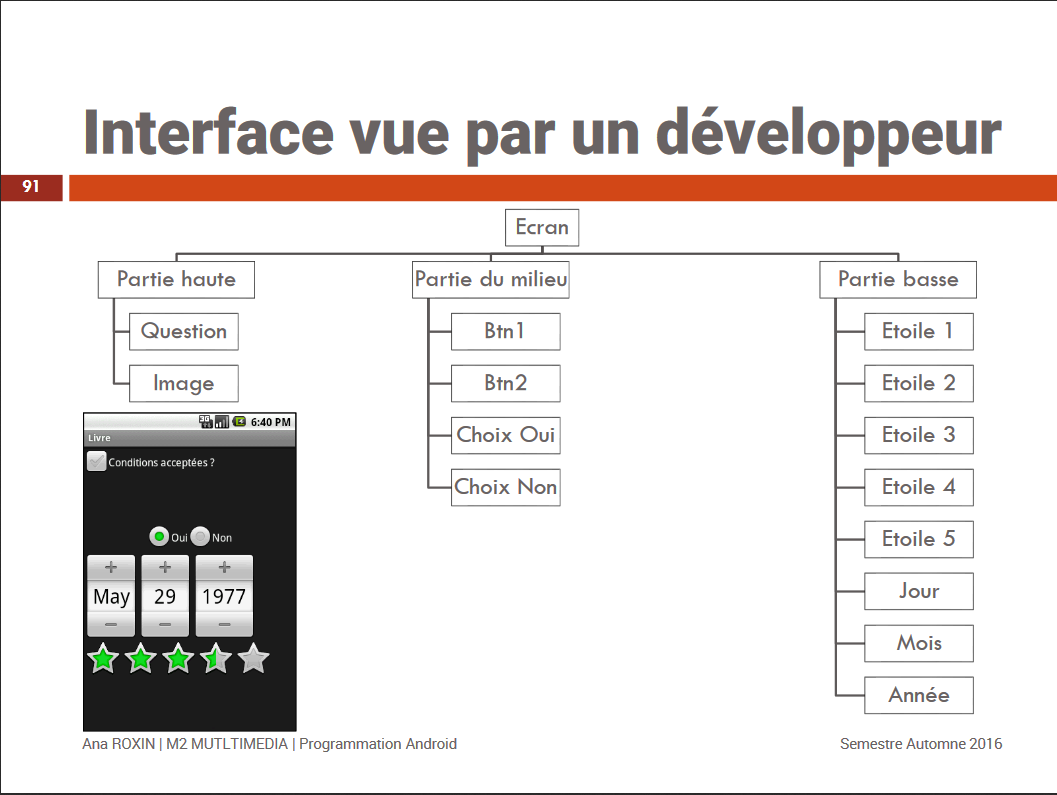 Interface vue par un développeur
91
Ecran
Partie haute
Question
Image
Partie du milieu
Btn1
Btn2
Choix Oui
Choix Non
Partie basse
Etoile 1
Etoile 2
Etoile 3
Etoile 4
Etoile 5
Jour
Mois
Année
3G 6:40 PM
Livre
Conditions acceptées ?
Oui Non
+ + +
May 29 1977
- - -
Ana ROXIN | M2 MUTLTIMEDIA | Programmation Android
Semestre Automne 2016